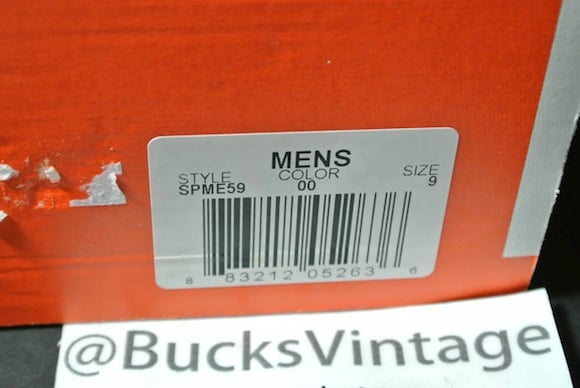 MENS
STYLE COLOR SIZE
SPME59 00 9
8 83212 05263 6
@BucksVintage